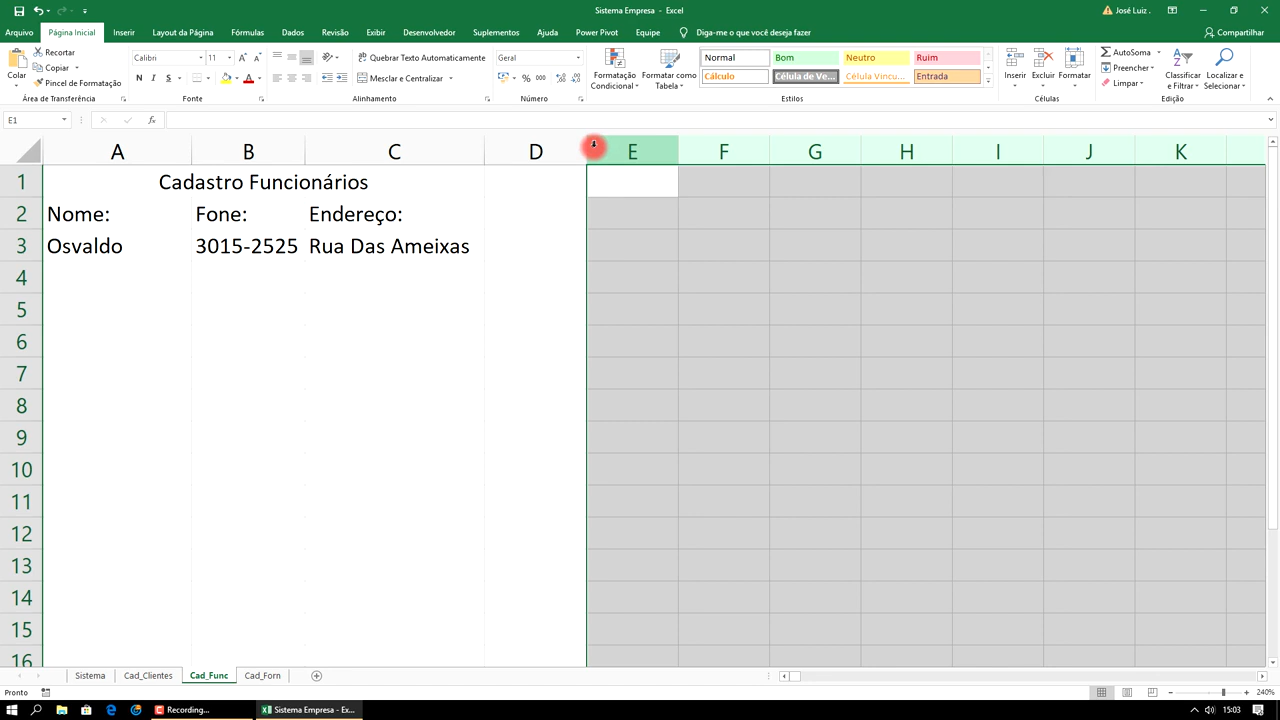 Sistema Empresa - Excel
José Luiz .
Arquivo Página Inicial Inserir Layout da Página Fórmulas Dados Revisão Exibir Desenvolvedor Suplementos Ajuda Power Pivot Equipe Diga-me o que você deseja fazer Compartilhar
Colar
Recortar
Copiar
Pincel de Formatação
Área de Transferência
Calibri 11
N I S
Fonte
Quebrar Texto Automaticamente
Mesclar e Centralizar
Alinhamento
Geral
% 000
Número
Formatação Condicional
Formatar como Tabela
Normal Bom Neutro Ruim
Cálculo Célula de Ve... Célula Vincu... Entrada
Estilos
Inserir Excluir Formatar
Células
AutoSoma
Preencher
Limpar
Classificar e Filtrar
Localizar e Selecionar
Edição
E1 fx
A B C D E F G H I J K
1 Cadastro Funcionários
2 Nome: Fone: Endereço:
3 Osvaldo 3015-2525 Rua Das Ameixas
4
5
6
7
8
9
10
11
12
13
14
15
16
Sistema Cad_Clientes Cad_Func Cad_Forn
Pronto 240%
Recording... Sistema Empresa - Exc... 15:03